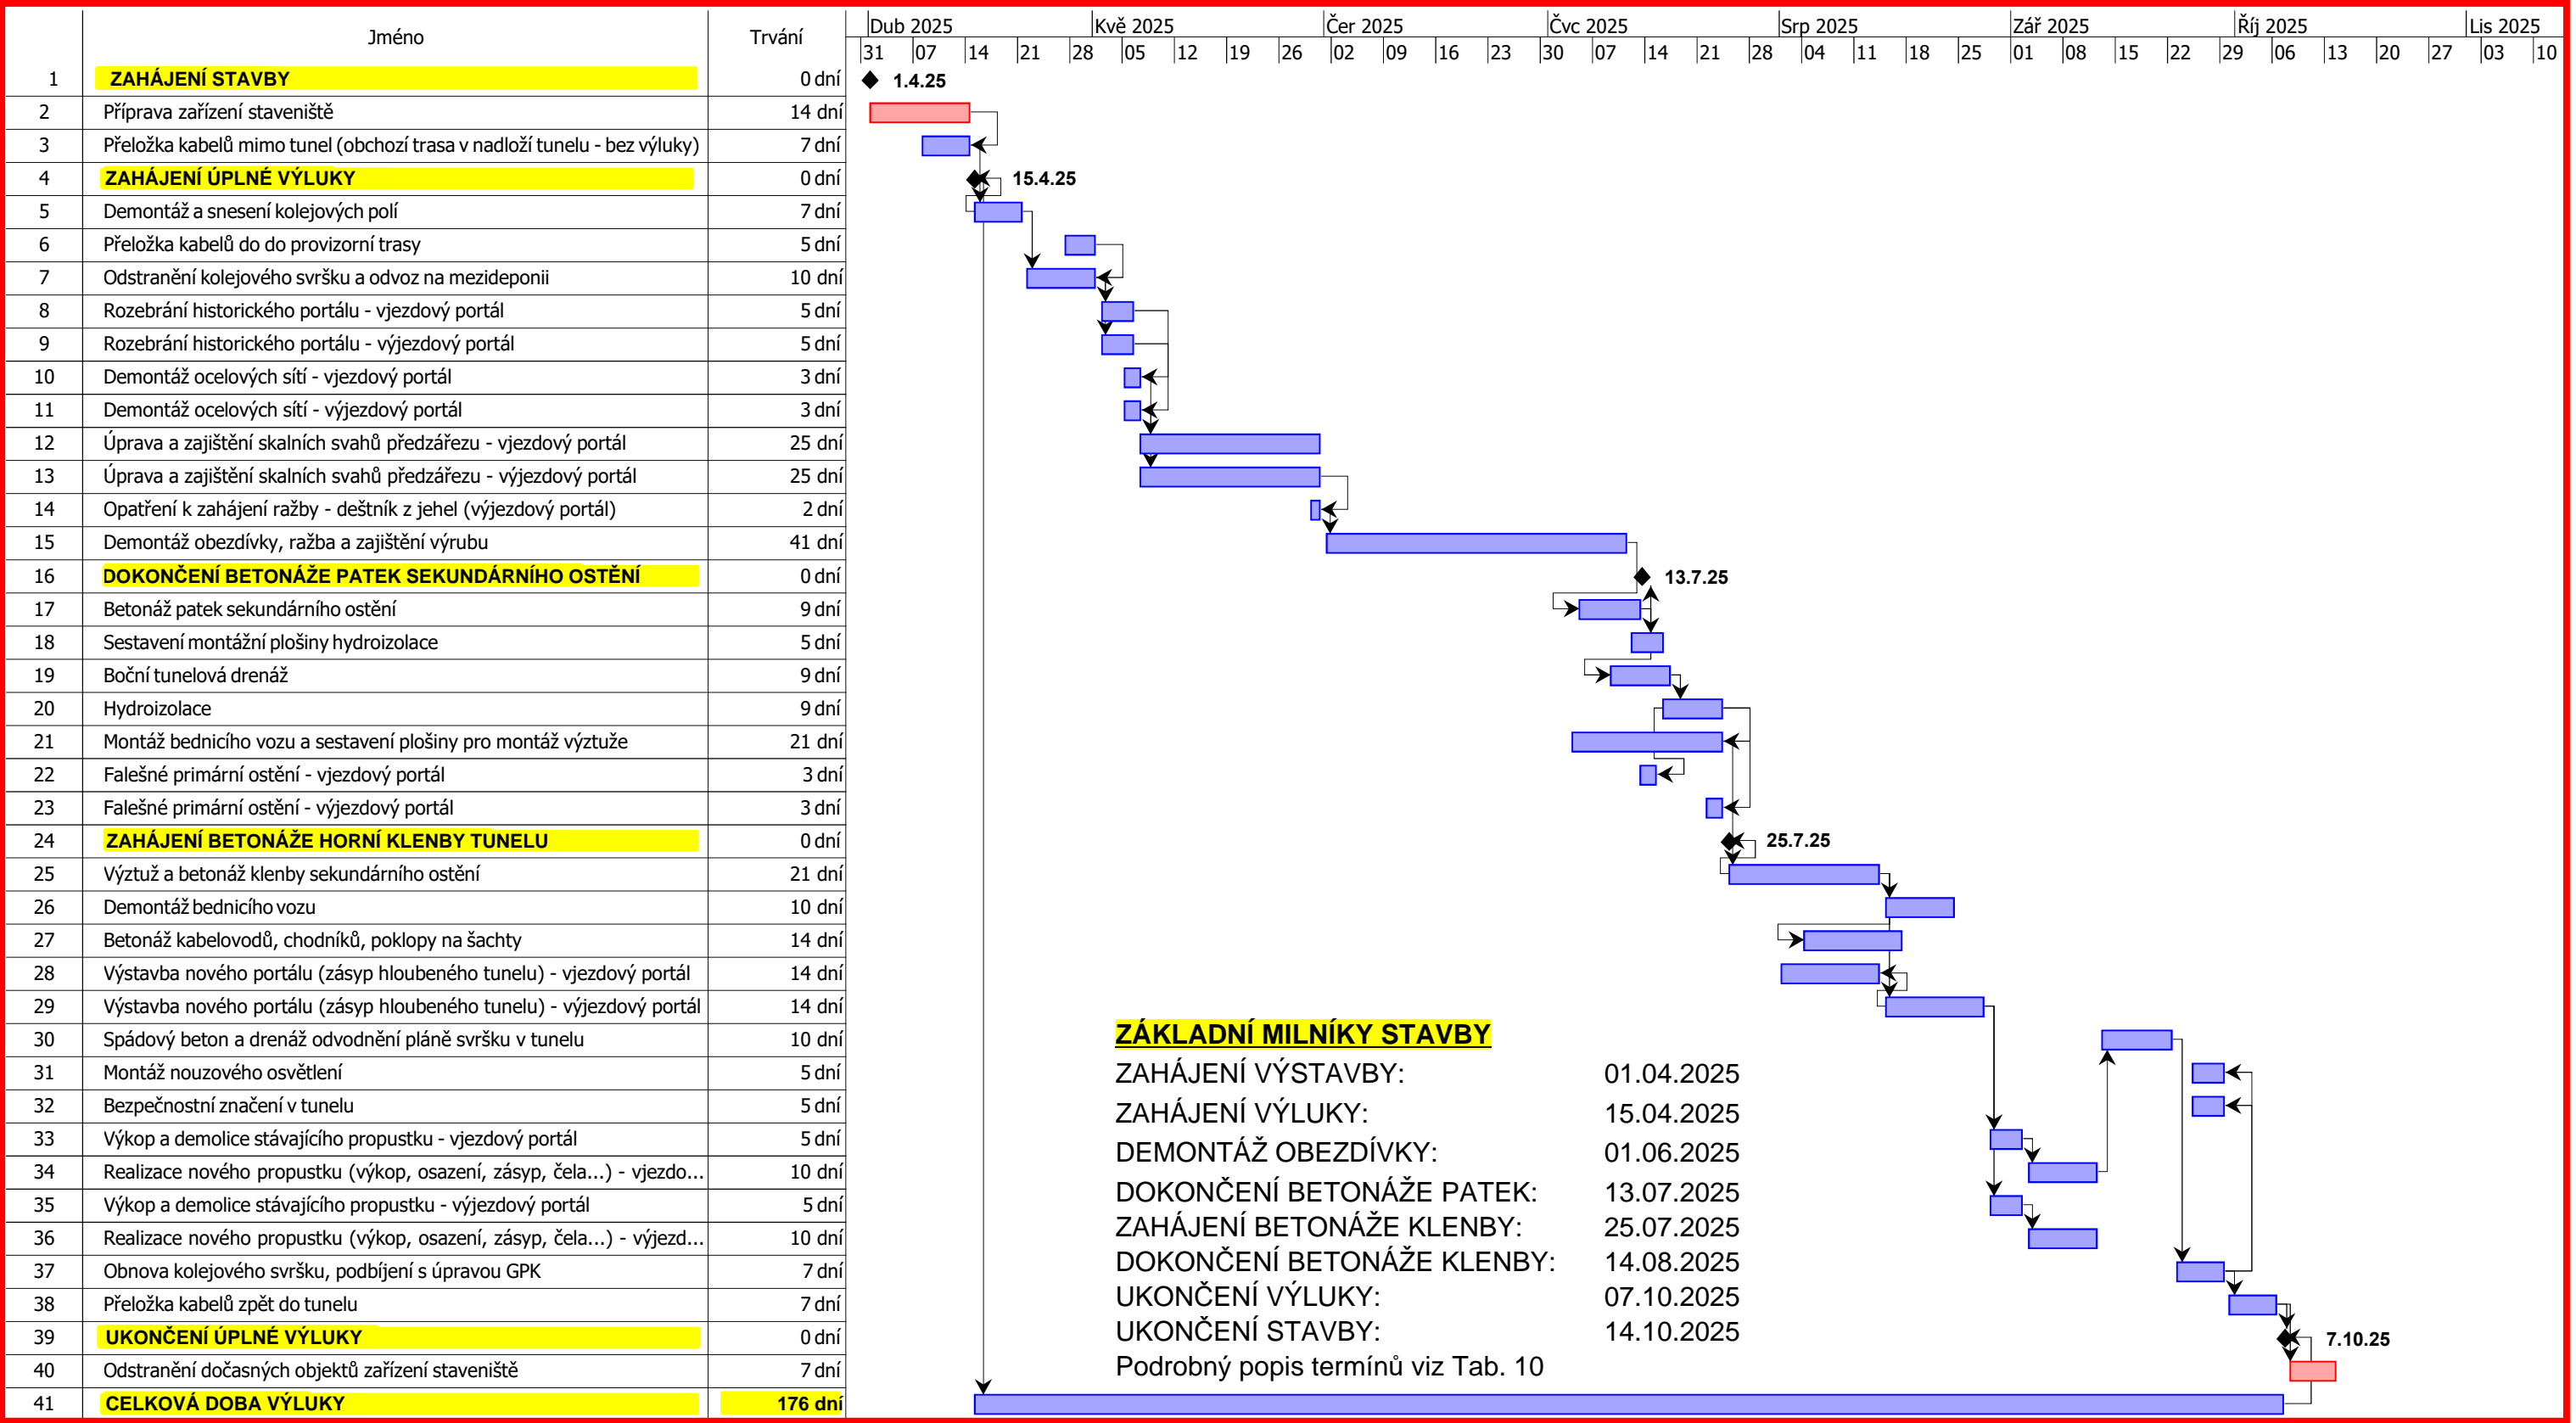 Jméno Trvání Dub 2025 Kvě 2025 Čer 2025 Čvc 2025 Srp 2025 Zář 2025 Říj 2025 Lis 2025
31 07 14 21 28 05 12 19 26 02 09 16 23 30 07 14 21 28 04 11 18 25 01 08 15 22 29 06 13 20 27 03 10
1 ZAHÁJENÍ STAVBY 0 dní 1.4.25
2 Příprava zařízení staveniště 14 dní
3 Přeložka kabelů mimo tunel (obchozí trasa v nadloží tunelu - bez výluky) 7 dní
4 ZAHÁJENÍ ÚPLNÉ VÝLUKY 0 dní 15.4.25
5 Demontáž a snesení kolejových polí 7 dní
6 Přeložka kabelů do do provizorní trasy 5 dní
7 Odstranění kolejového svršku a odvoz na mezideponii 10 dní
8 Rozebrání historického portálu - vjezdový portál 5 dní
9 Rozebrání historického portálu - výjezdový portál 5 dní
10 Demontáž ocelových sítí - vjezdový portál 3 dní
11 Demontáž ocelových sítí - výjezdový portál 3 dní
12 Úprava a zajištění skalních svahů předzářezu - vjezdový portál 25 dní
13 Úprava a zajištění skalních svahů předzářezu - výjezdový portál 25 dní
14 Opatření k zahájení ražby - deštník z jehel (výjezdový portál) 2 dní
15 Demontáž obezdívky, ražba a zajištění výrubu 41 dní
16 DOKONČENÍ BETONÁŽE PATEK SEKUNDÁRNÍHO OSTĚNÍ 0 dní 13.7.25
17 Betonáž patek sekundárního ostění 9 dní
18 Sestavení montážní plošiny hydroizolace 5 dní
19 Boční tunelová drenáž 9 dní
20 Hydroizolace 9 dní
21 Montáž bednicího vozu a sestavení plošiny pro montáž výztuže 21 dní
22 Falešné primární ostění - vjezdový portál 3 dní
23 Falešné primární ostění - výjezdový portál 3 dní
24 ZAHÁJENÍ BETONÁŽE HORNÍ KLENBY TUNELU 0 dní 25.7.25
25 Výztuž a betonáž klenby sekundárního ostění 21 dní
26 Demontáž bednicího vozu 10 dní
27 Betonáž kabelovodů, chodníků, poklopy na šachty 14 dní
28 Výstavba nového portálu (zásyp hloubeného tunelu) - vjezdový portál 14 dní
29 Výstavba nového portálu (zásyp hloubeného tunelu) - výjezdový portál 14 dní
30 Spádový beton a drenáž odvodnění pláně svršku v tunelu 10 dní
31 Montáž nouzového osvětlení 5 dní
32 Bezpečnostní značení v tunelu 5 dní
33 Výkop a demolice stávajícího propustku - vjezdový portál 5 dní
34 Realizace nového propustku (výkop, osazení, zásyp, čela...) - vjezdo... 10 dní
35 Výkop a demolice stávajícího propustku - výjezdový portál 5 dní
36 Realizace nového propustku (výkop, osazení, zásyp, čela...) - výjezd... 10 dní
37 Obnova kolejového svršku, podbíjení s úpravou GPK 7 dní
38 Přeložka kabelů zpět do tunelu 7 dní
39 UKONČENÍ ÚPLNÉ VÝLUKY 0 dní 7.10.25
40 Odstranění dočasných objektů zařízení staveniště 7 dní
41 CELKOVÁ DOBA VÝLUKY 176 dní
ZÁKLADNÍ MILNÍKY STAVBY
ZAHÁJENÍ VÝSTAVBY: 01.04.2025
ZAHÁJENÍ VÝLUKY: 15.04.2025
DEMONTÁŽ OBEZDÍVKY: 01.06.2025
DOKONČENÍ BETONÁŽE PATEK: 13.07.2025
ZAHÁJENÍ BETONÁŽE KLENBY: 25.07.2025
DOKONČENÍ BETONÁŽE KLENBY: 14.08.2025
UKONČENÍ VÝLUKY: 07.10.2025
UKONČENÍ STAVBY: 14.10.2025
Podrobný popis termínů viz Tab. 10